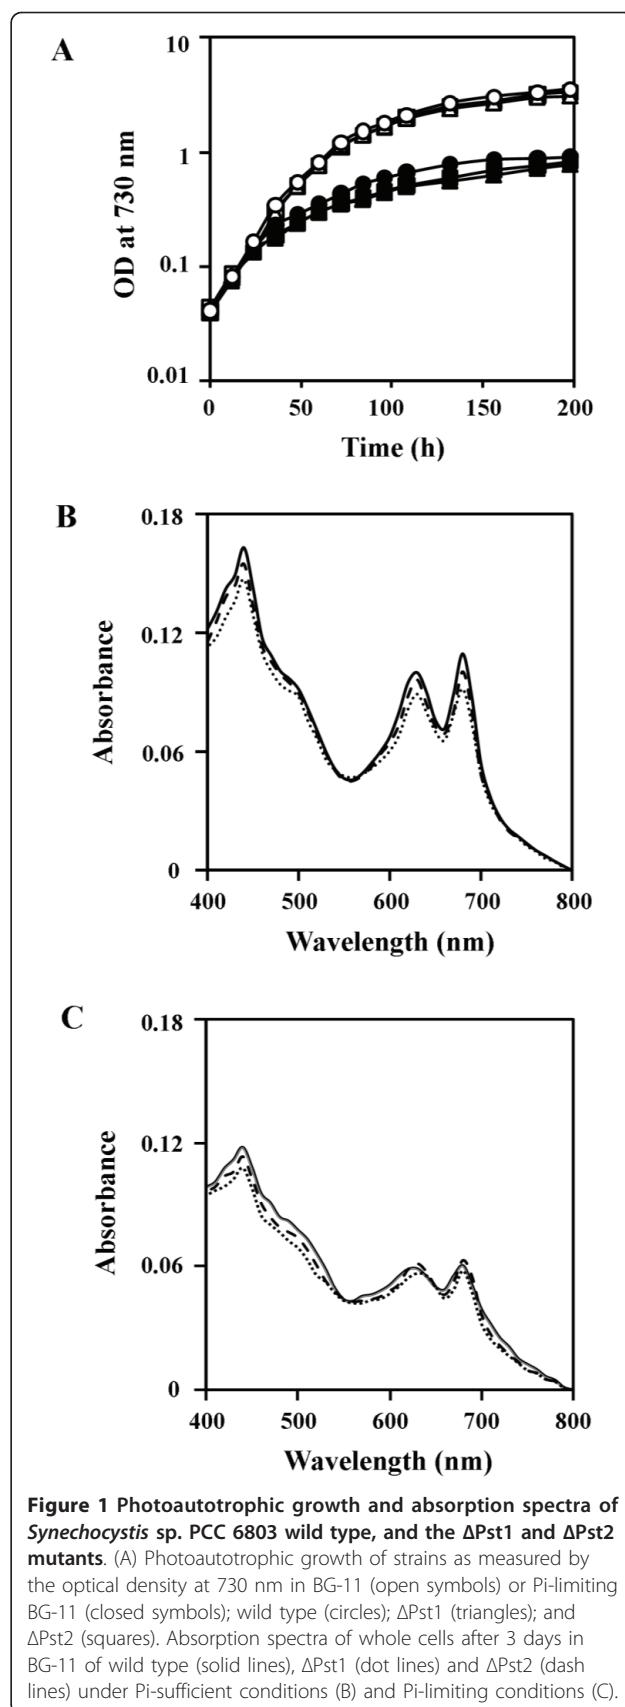 A
10
1
0.1
0.01
OD at 730 nm
0 50 100 150 200
Time (h)
B
0.18
0.12
0.06
0
Absorbance
400 500 600 700 800
Wavelength (nm)
C
0.18
0.12
0.06
0
Absorbance
400 500 600 700 800
Wavelength (nm)
Figure 1 Photoautotrophic growth and absorption spectra of
Synechocystis sp. PCC 6803 wild type, and the ΔPst1 and ΔPst2
mutants. (A) Photoautotrophic growth of strains as measured by
the optical density at 730 nm in BG-11 (open symbols) or Pi-limiting
BG-11 (closed symbols); wild type (circles); ΔPst1 (triangles); and
ΔPst2 (squares). Absorption spectra of whole cells after 3 days in
BG-11 of wild type (solid lines), ΔPst1 (dot lines) and ΔPst2 (dash
lines) under Pi-sufficient conditions (B) and Pi-limiting conditions (C).